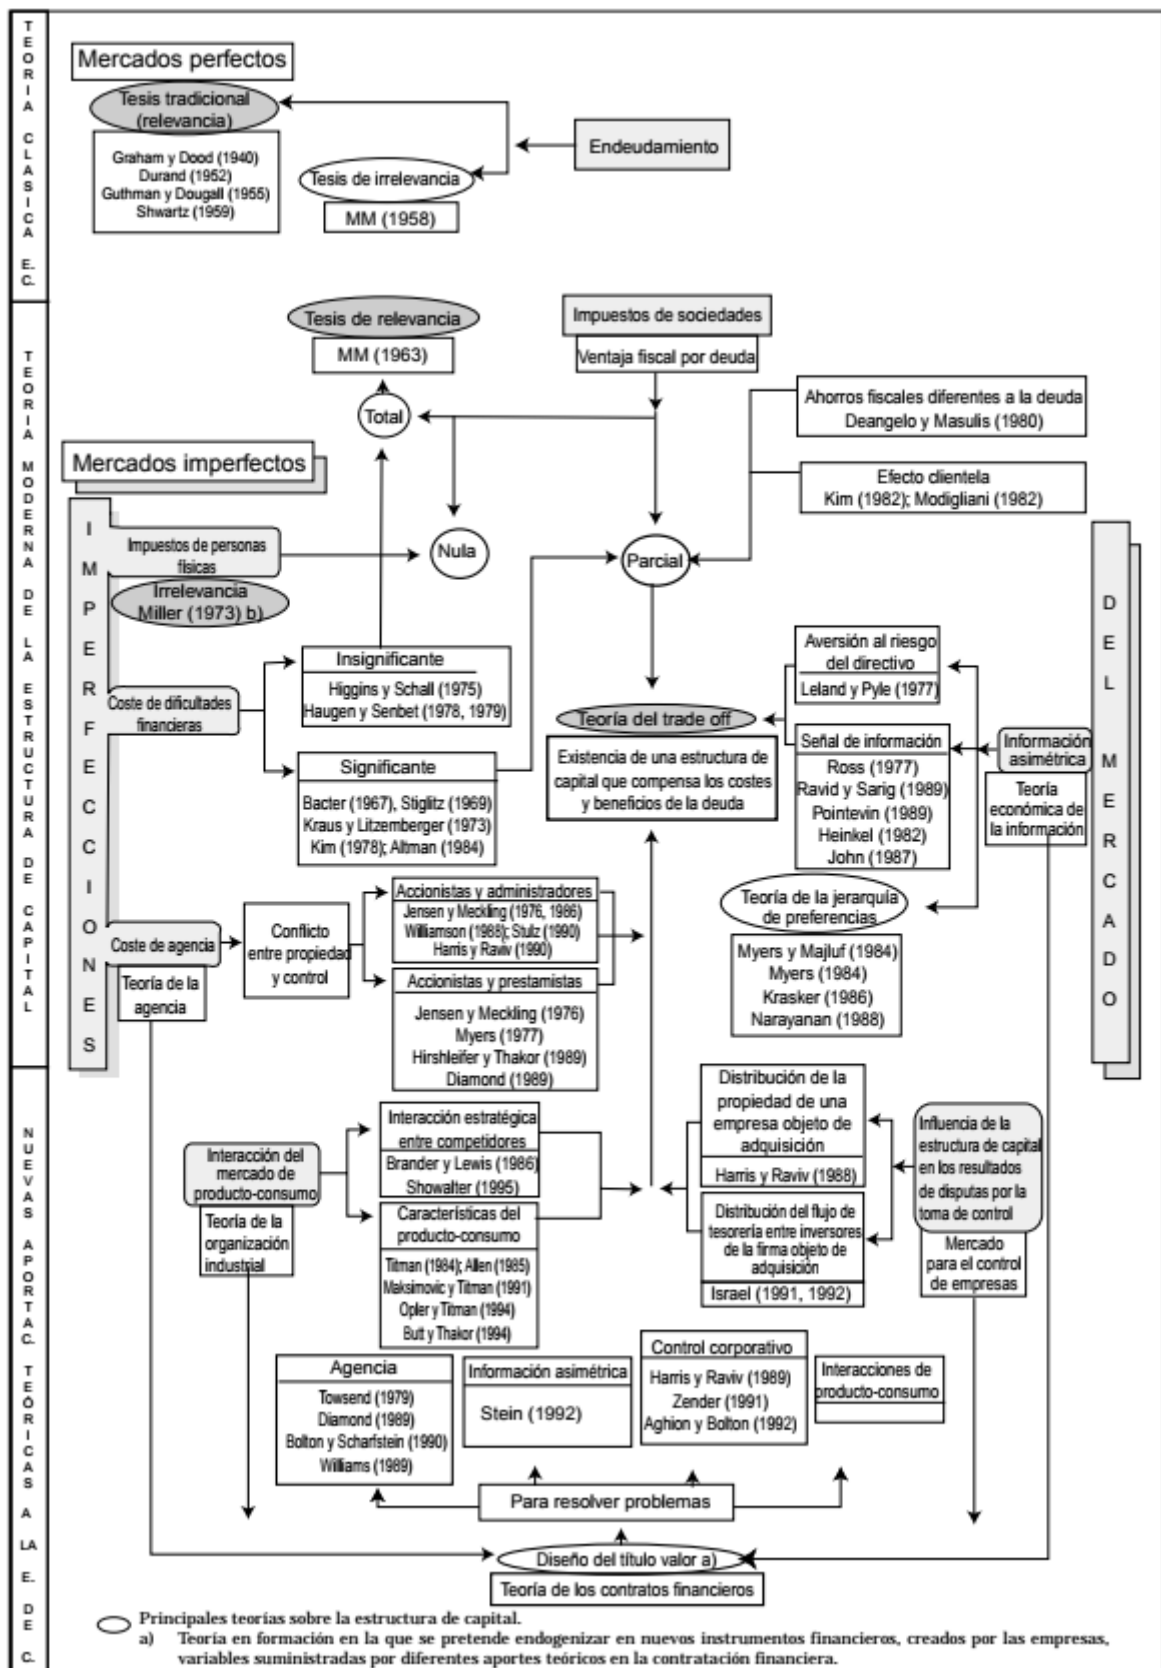 TEORIA CLASICA E. C.
Mercados perfectos
Tesis tradicional
(relevancia)
Graham y Dood (1940)
Durand (1952)
Guthman y Dougall (1955)
Shwartz (1959)
Tesis de irrelevancia
MM (1958)
Endeudamiento
TEORIA MODERNA DE LA ESTRUCTURA DE CAPITAL
Tesis de relevancia
MM (1963)
Total
Impuestos de sociedades
Ventaja fiscal por deuda
Ahorros fiscales diferentes a la deuda
Deangelo y Masulis (1980)
Efecto clientela
Kim (1982); Modigliani (1982)
Mercados imperfectos
IMPERFECCIONES
DEL MERCADO
Impuestos de personas
físicas
Irrelevancia
Miller (1973) b)
Nula
Parcial
Coste de dificultades
financieras
Insignificante
Higgins y Schall (1975)
Haugen y Senbet (1978, 1979)
Significante
Bacter (1967), Stiglitz (1969)
Kraus y Litzemberger (1973)
Kim (1978); Altman (1984)
Teoría del trade off
Existencia de una estructura de
capital que compensa los costes
y beneficios de la deuda
Aversión al riesgo
del directivo
Leland y Pyle (1977)
Señal de información
Ross (1977)
Ravid y Sarig (1989)
Pointevin (1989)
Heinkel (1982)
John (1987)
Información
asimétrica
Teoría
económica de
la información
Teoría de la jerarquía
de preferencias
Myers y Majluf (1984)
Myers (1984)
Krasker (1986)
Narayanan (1988)
Coste de agencia
Teoría de la
agencia
Conflicto
entre propiedad
y control
Accionistas y administradores
Jensen y Meckling (1976, 1986)
Williamson (1988); Stulz (1990)
Harris y Raviv (1990)
Accionistas y prestamistas
Jensen y Meckling (1976)
Myers (1977)
Hirshleifer y Thakor (1989)
Diamond (1989)
NUEVAS APORTAC. TEÓRICAS A LA E. DE C.
Interacción del
mercado de
producto-consumo
Teoría de la
organización
industrial
Interacción estratégica
entre competidores
Brander y Lewis (1986)
Showalter (1995)
Características del
producto-consumo
Titman (1984); Allen (1985)
Maksimovic y Titman (1991)
Opler y Titman (1994)
Butt y Thakor (1994)
Distribución de la
propiedad de una
empresa objeto de
adquisición
Harris y Raviv (1988)
Distribución del flujo de
tesorería entre inversores
de la firma objeto de
adquisición
Israel (1991, 1992)
Influencia de la
estructura de capital
en los resultados
de disputas por la
toma de control
Mercado
para el control
de empresas
Agencia
Towsend (1979)
Diamond (1989)
Bolton y Scharfstein (1990)
Williams (1989)
Información asimétrica
Stein (1992)
Control corporativo
Harris y Raviv (1989)
Zender (1991)
Aghion y Bolton (1992)
Interacciones de
producto-consumo
Para resolver problemas
Diseño del título valor a)
Teoría de los contratos financieros
Principales teorías sobre la estructura de capital.
a) Teoría en formación en la que se pretende endogenizar en nuevos instrumentos financieros, creados por las empresas,
variables suministradas por diferentes aportes teóricos en la contratación financiera.